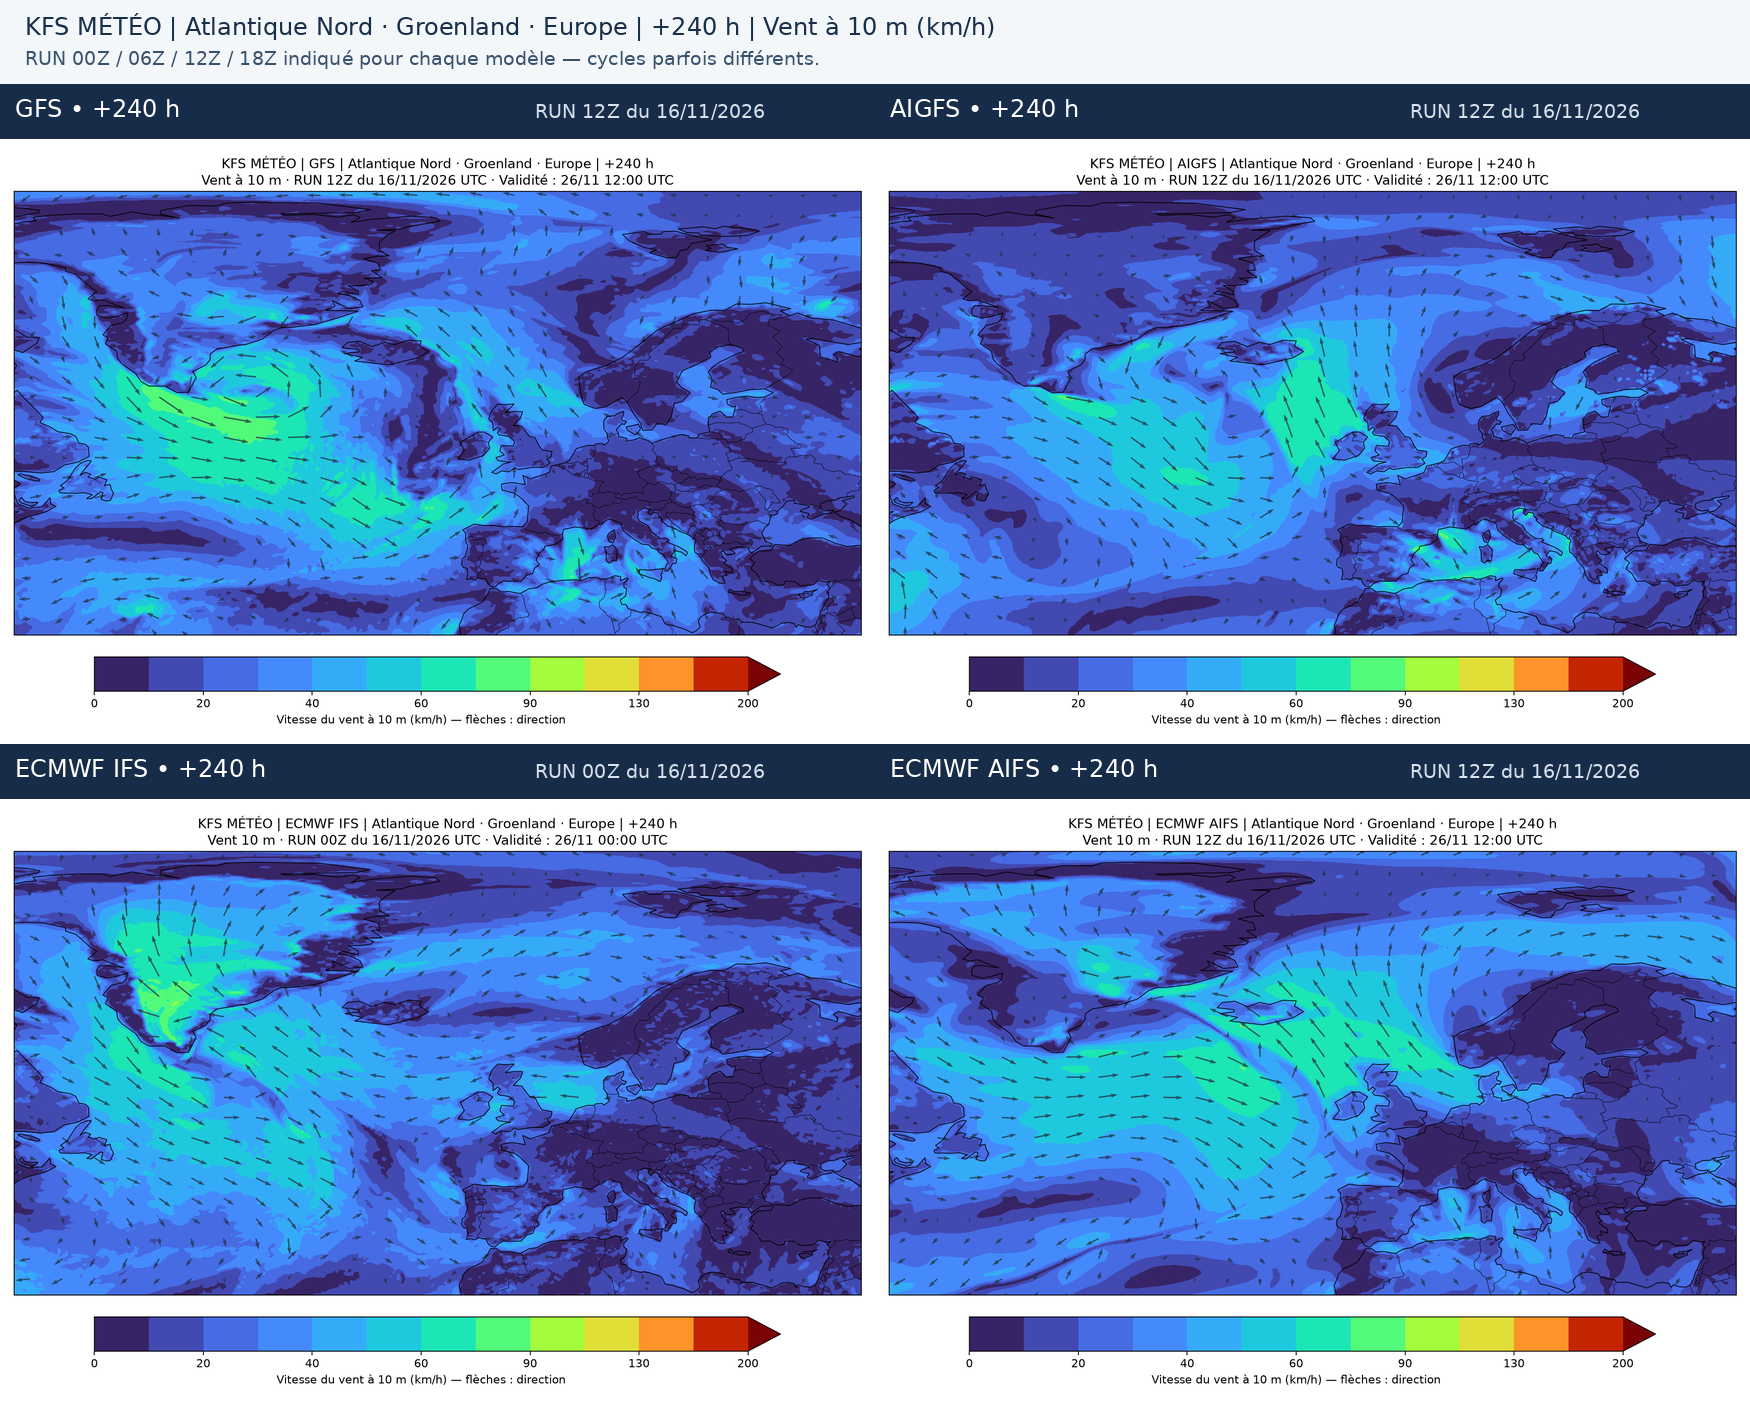 KFS MÉTÉO | Atlantique Nord · Groenland · Europe | +240 h | Vent à 10 m (km/h)
RUN 00Z / 06Z / 12Z / 18Z indiqué pour chaque modèle — cycles parfois différents.
GFS • +240 h RUN 12Z du 16/11/2026
KFS MÉTÉO | GFS | Atlantique Nord · Groenland · Europe | +240 h
Vent à 10 m · RUN 12Z du 16/11/2026 UTC · Validité : 26/11 12:00 UTC
0 20 40 60 90 130 200
Vitesse du vent à 10 m (km/h) — flèches : direction
AIGFS • +240 h RUN 12Z du 16/11/2026
KFS MÉTÉO | AIGFS | Atlantique Nord · Groenland · Europe | +240 h
Vent à 10 m · RUN 12Z du 16/11/2026 UTC · Validité : 26/11 12:00 UTC
0 20 40 60 90 130 200
Vitesse du vent à 10 m (km/h) — flèches : direction
ECMWF IFS • +240 h RUN 00Z du 16/11/2026
KFS MÉTÉO | ECMWF IFS | Atlantique Nord · Groenland · Europe | +240 h
Vent 10 m · RUN 00Z du 16/11/2026 UTC · Validité : 26/11 00:00 UTC
0 20 40 60 90 130 200
Vitesse du vent à 10 m (km/h) — flèches : direction
ECMWF AIFS • +240 h RUN 12Z du 16/11/2026
KFS MÉTÉO | ECMWF AIFS | Atlantique Nord · Groenland · Europe | +240 h
Vent 10 m · RUN 12Z du 16/11/2026 UTC · Validité : 26/11 12:00 UTC
0 20 40 60 90 130 200
Vitesse du vent à 10 m (km/h) — flèches : direction